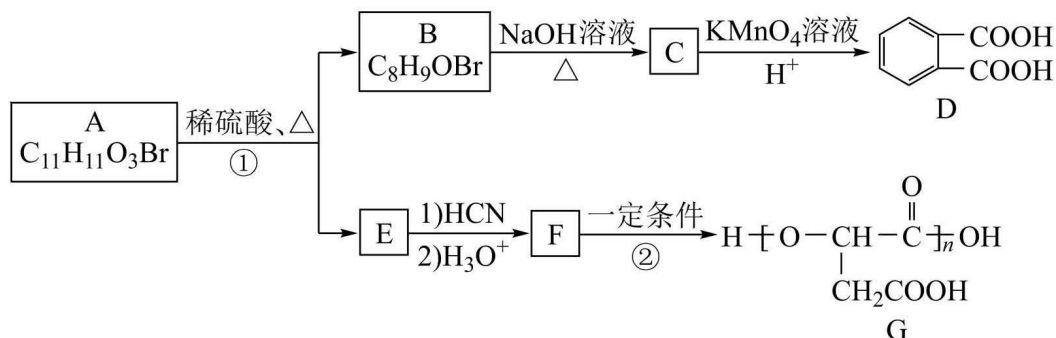 B
C₈H₉OBr
NaOH溶液
△
C
KMnO₄溶液
H⁺
COOH
COOH
D
A
C₁₁H₁₁O₃Br
稀硫酸、△
①
E
1)HCN
2)H₃O⁺
F
一定条件
②
O
H-[O-CH-C]ₙOH
CH₂COOH
G